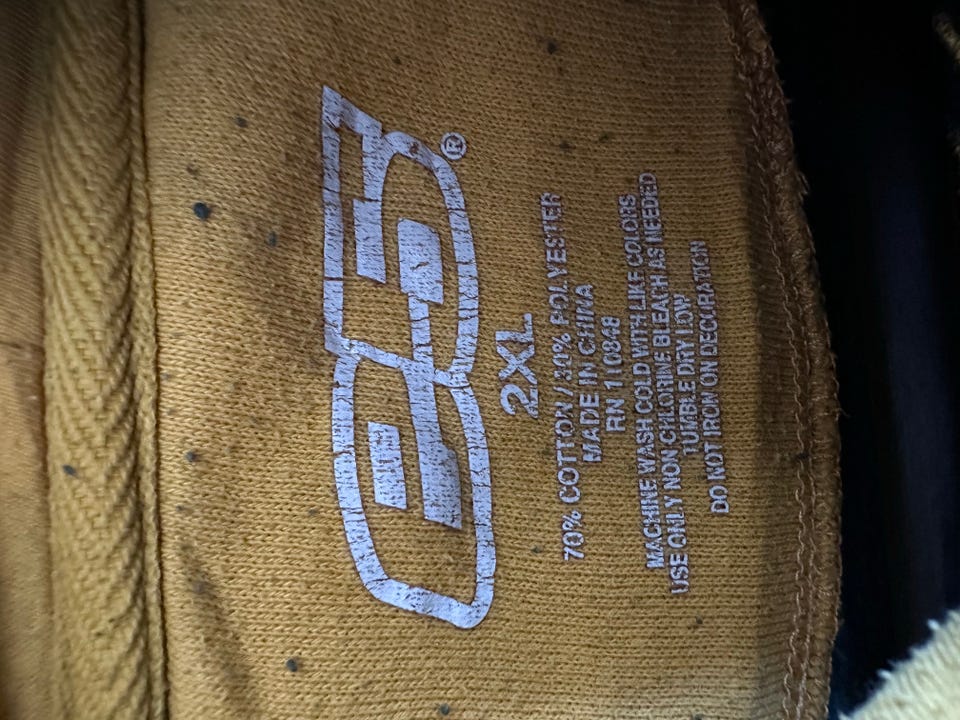 ®
2XL
70% COTTON / 30% POLYESTER
MADE IN CHINA
RN 110848
MACHINE WASH COLD WITH LIKE COLORS
USE ONLY NON CHLORINE BLEACH AS NEEDED
TUMBLE DRY LOW
DO NOT IRON ON DECORATION